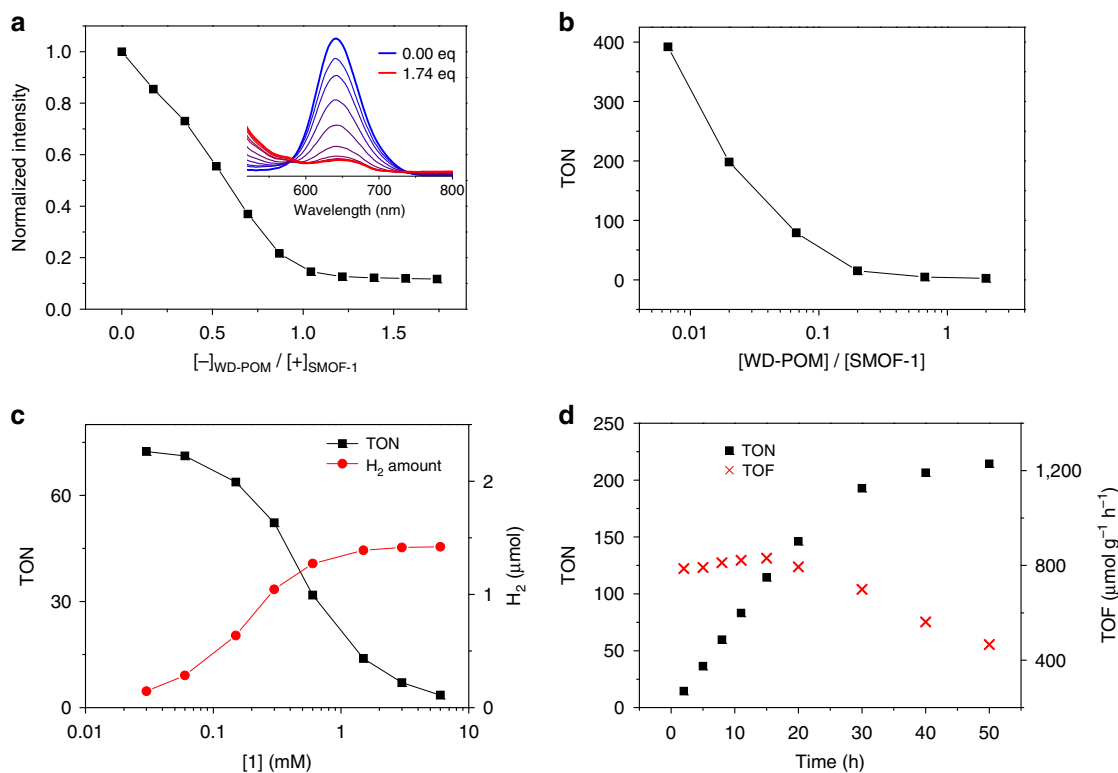 a
1.0
0.8
0.6
0.4
0.2
0.0
Normalized intensity
0.0 0.5 1.0 1.5
[–]WD-POM / [+]SMOF-1
0.00 eq
1.74 eq
600 700 800
Wavelength (nm)
b
400
300
200
100
0
TON
0.01 0.1 1
[WD-POM] / [SMOF-1]
c
60
30
0
TON
TON
H2 amount
2
1
0
H2 (μmol)
0.01 0.1 1 10
[1] (mM)
d
250
200
150
100
75
50
25
0
TON
TON
TOF
1,200
800
400
TOF (μmol g–1 h–1)
0 10 20 30 40 50
Time (h)